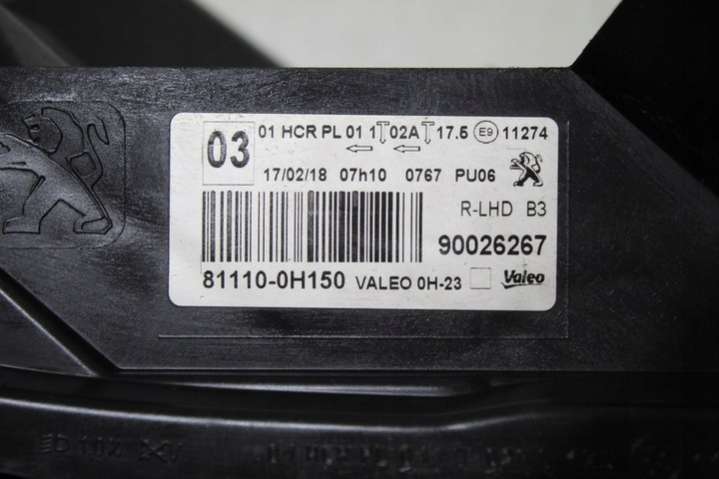 03
01 HCR PL 01 1 02A 17.5 E9 11274
17/02/18 07h10 0767 PU06
R-LHD B3
90026267
81110-0H150 VALEO 0H-23 Valeo